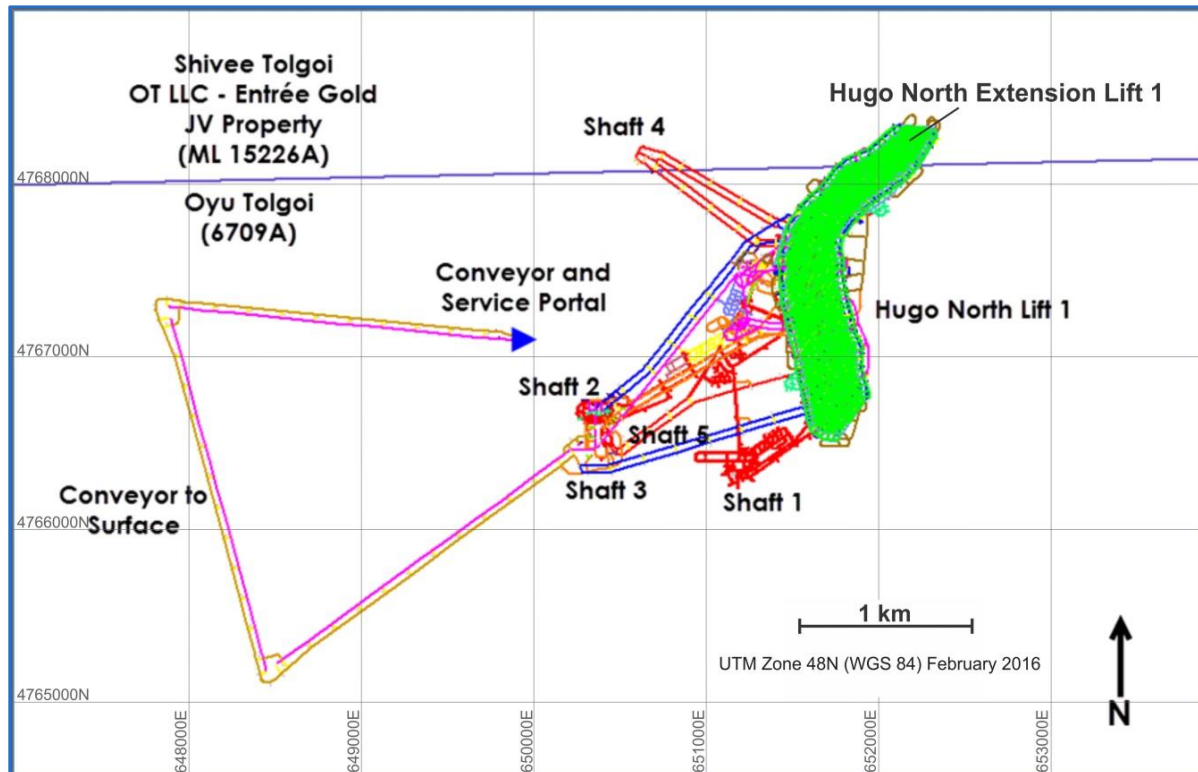 Shivee Tolgoi
OT LLC - Entrée Gold
JV Property
(ML 15226A)
Shaft 4
Hugo North Extension Lift 1
4768000N
Oyu Tolgoi
(6709A)
Conveyor and
Service Portal
Hugo North Lift 1
4767000N
Shaft 2
Shaft 5
Shaft 3
Shaft 1
Conveyor to
Surface
4766000N
1 km
UTM Zone 48N (WGS 84) February 2016
N
4765000N
648000E
649000E
650000E
651000E
652000E
653000E